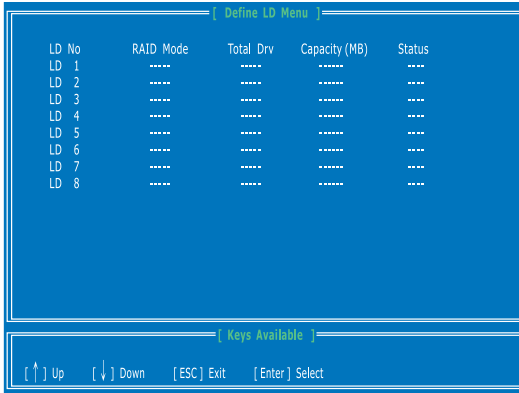 [ Define LD Menu ]
LD No RAID Mode Total Drv Capacity (MB) Status
LD 1 ----- ----- ------ ----
LD 2 ----- ----- ------ ----
LD 3 ----- ----- ------ ----
LD 4 ----- ----- ------ ----
LD 5 ----- ----- ------ ----
LD 6 ----- ----- ------ ----
LD 7 ----- ----- ------ ----
LD 8 ----- ----- ------ ----
[ Keys Available ]
[ ↑ ] Up [ ↓ ] Down [ ESC ] Exit [ Enter ] Select